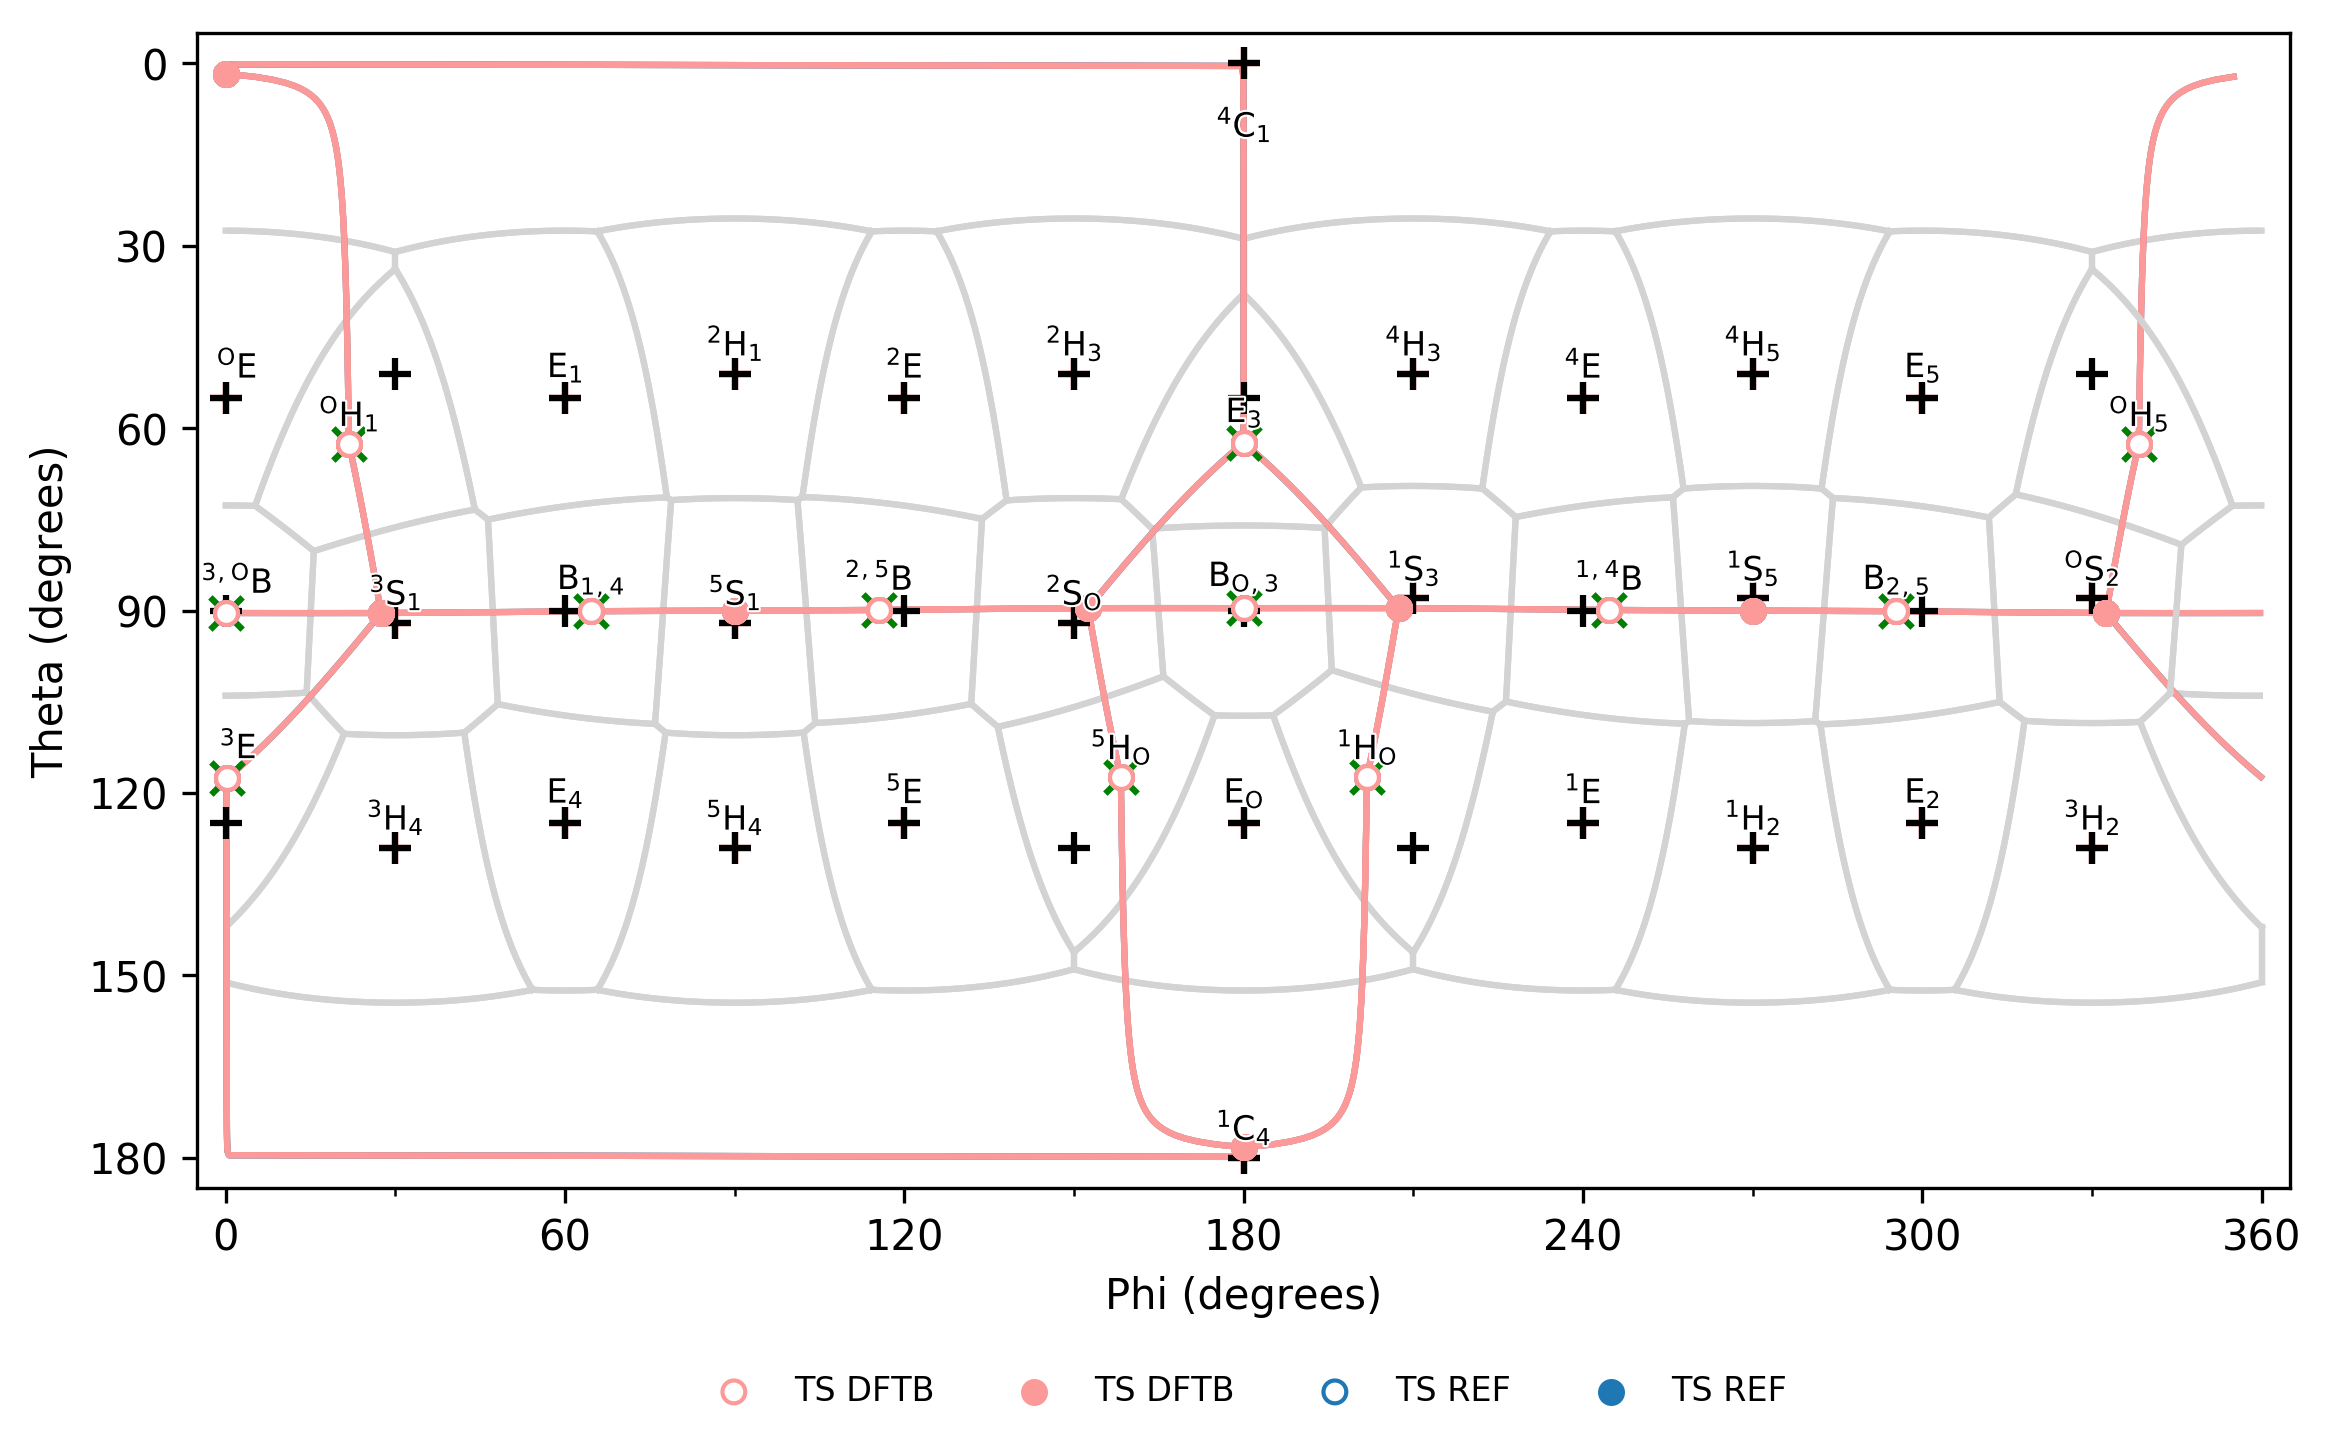 0
30
60
90
120
150
180
Theta (degrees)
⁴C₁
²H₁ ²H₃ ⁴H₃ ⁴H₅
ᴼE E₁ ²E ⁴E E₅
ᴼH₁ E₃ ᴼH₅
³,ᴼB ³S₁ B₁,₄ ⁵S₁ ²,⁵B ²Sₒ Bₒ,₃ ¹S₃ ¹,⁴B ¹S₅ B₂,₅ ᴼS₂
³E ⁵Hₒ ¹Hₒ
E₄ ⁵E Eₒ ¹E E₂
³H₄ ⁵H₄ ¹H₂ ³H₂
¹C₄
0 60 120 180 240 300 360
Phi (degrees)
TS DFTB TS DFTB TS REF TS REF